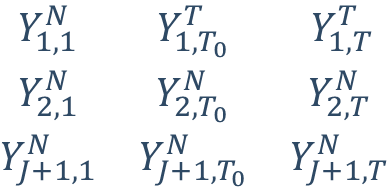 Y^N_{1,1} Y^T_{1,T_0} Y^T_{1,T}
Y^N_{2,1} Y^N_{2,T_0} Y^N_{2,T}
Y^N_{J+1,1} Y^N_{J+1,T_0} Y^N_{J+1,T}